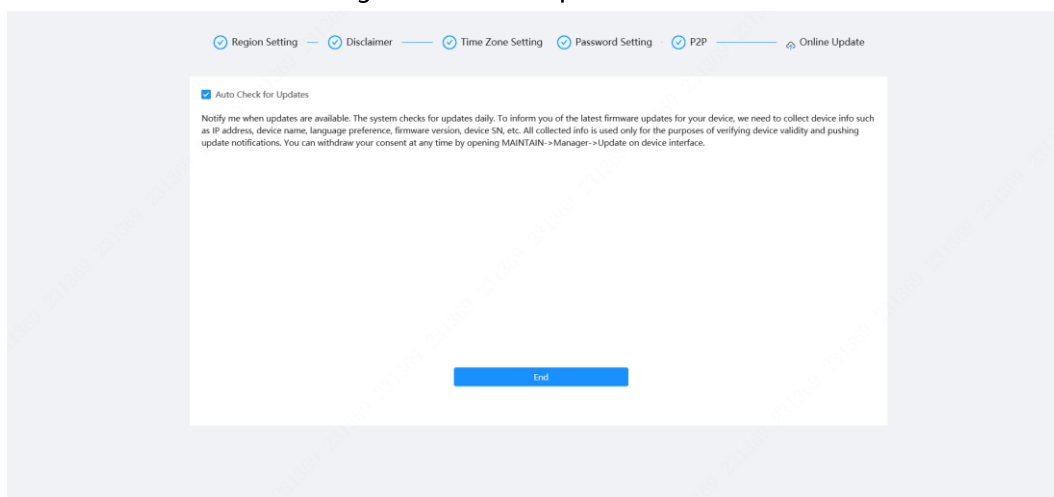 Region Setting Disclaimer Time Zone Setting Password Setting P2P Online Update
Auto Check for Updates
Notify me when updates are available. The system checks for updates daily. To inform you of the latest firmware updates for your device, we need to collect device info such
as IP address, device name, language preference, firmware version, device SN, etc. All collected info is used only for the purposes of verifying device validity and pushing
update notifications. You can withdraw your consent at any time by opening MAINTAIN->Manager->Update on device interface.
End